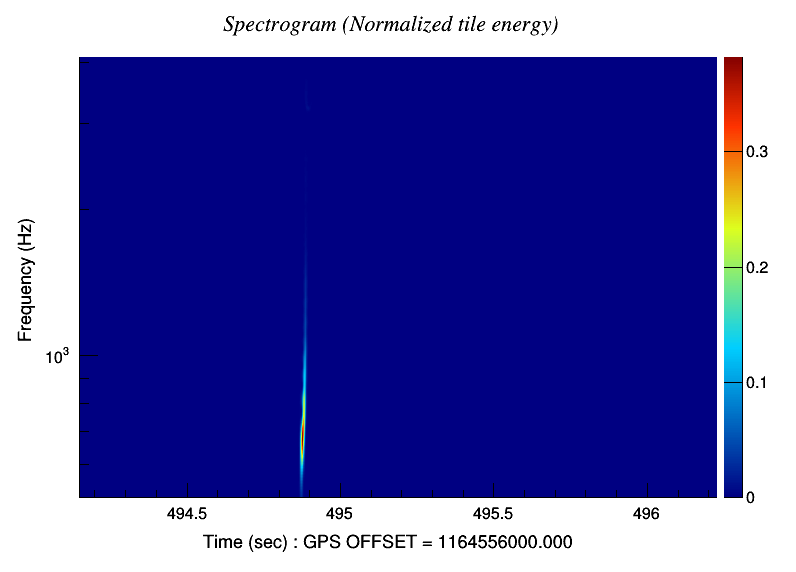 Spectrogram (Normalized tile energy)
Frequency (Hz)
10³
0.3
0.2
0.1
0
494.5 495 495.5 496
Time (sec) : GPS OFFSET = 1164556000.000